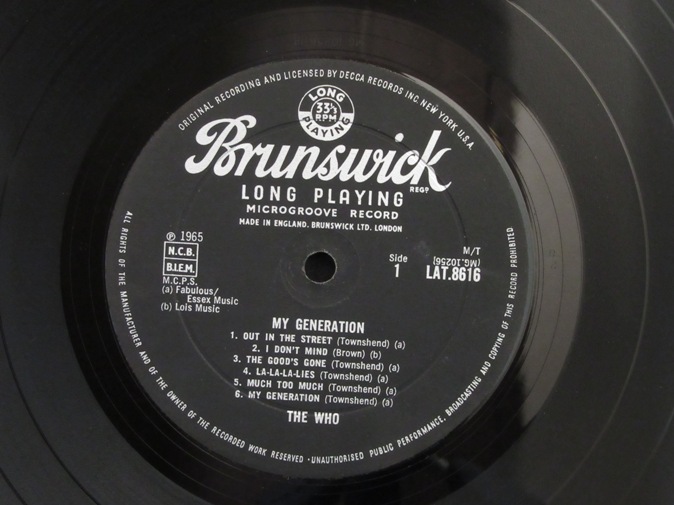 ORIGINAL RECORDING AND LICENSED BY DECCA RECORDS INC. NEW YORK U.S.A.
LONG
33⅓
RPM
PLAYING
Brunswick
REGD
LONG PLAYING
MICROGROOVE RECORD
MADE IN ENGLAND. BRUNSWICK LTD. LONDON
℗ 1965
N.C.B.
B.I.E.M.
M.C.P.S.
(a) Fabulous/
Essex Music
(b) Lois Music
Side
1
M/T
(MG.10256)
LAT.8616
MY GENERATION
1. OUT IN THE STREET (Townshend) (a)
2. I DON'T MIND (Brown) (b)
3. THE GOOD'S GONE (Townshend) (a)
4. LA-LA-LA-LIES (Townshend) (a)
5. MUCH TOO MUCH (Townshend) (a)
6. MY GENERATION (Townshend) (a)
THE WHO
ALL RIGHTS OF THE MANUFACTURER AND OF THE OWNER OF THE RECORDED WORK RESERVED · UNAUTHORISED PUBLIC PERFORMANCE, BROADCASTING AND COPYING OF THIS RECORD PROHIBITED